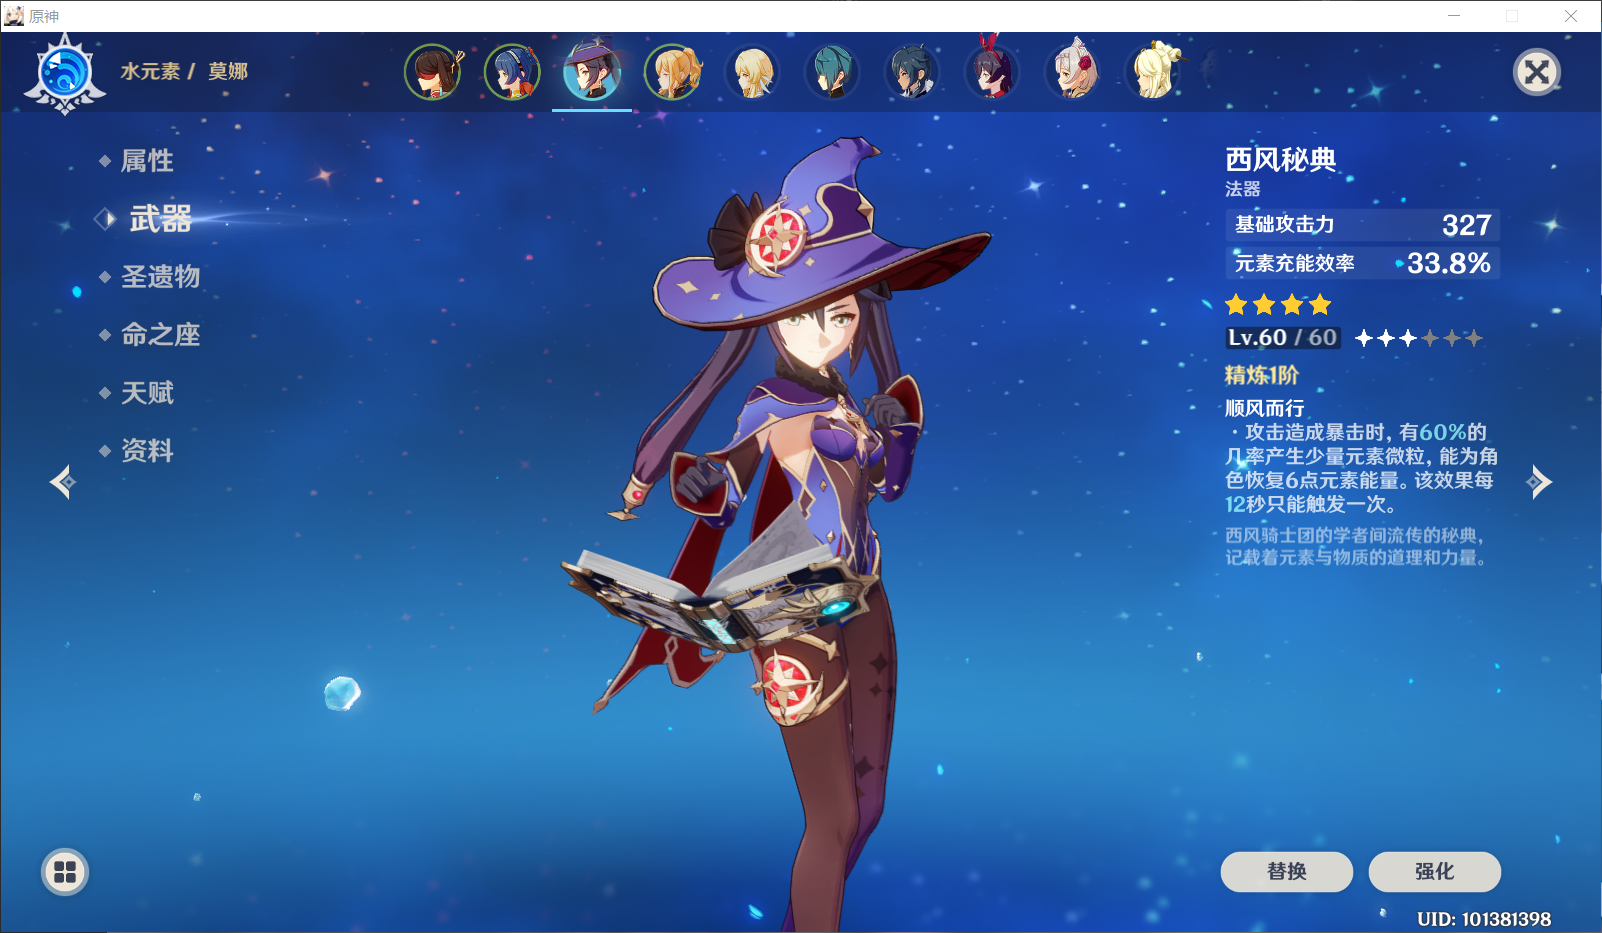 原神
水元素 / 莫娜
属性
武器
圣遗物
命之座
天赋
资料
西风秘典
法器
基础攻击力 327
元素充能效率 33.8%
Lv.60 / 60
精炼1阶
顺风而行
·攻击造成暴击时,有60%的
几率产生少量元素微粒,能为角
色恢复6点元素能量。该效果每
12秒只能触发一次。
西风骑士团的学者间流传的秘典,
记载着元素与物质的道理和力量。
替换 强化
UID: 101381398